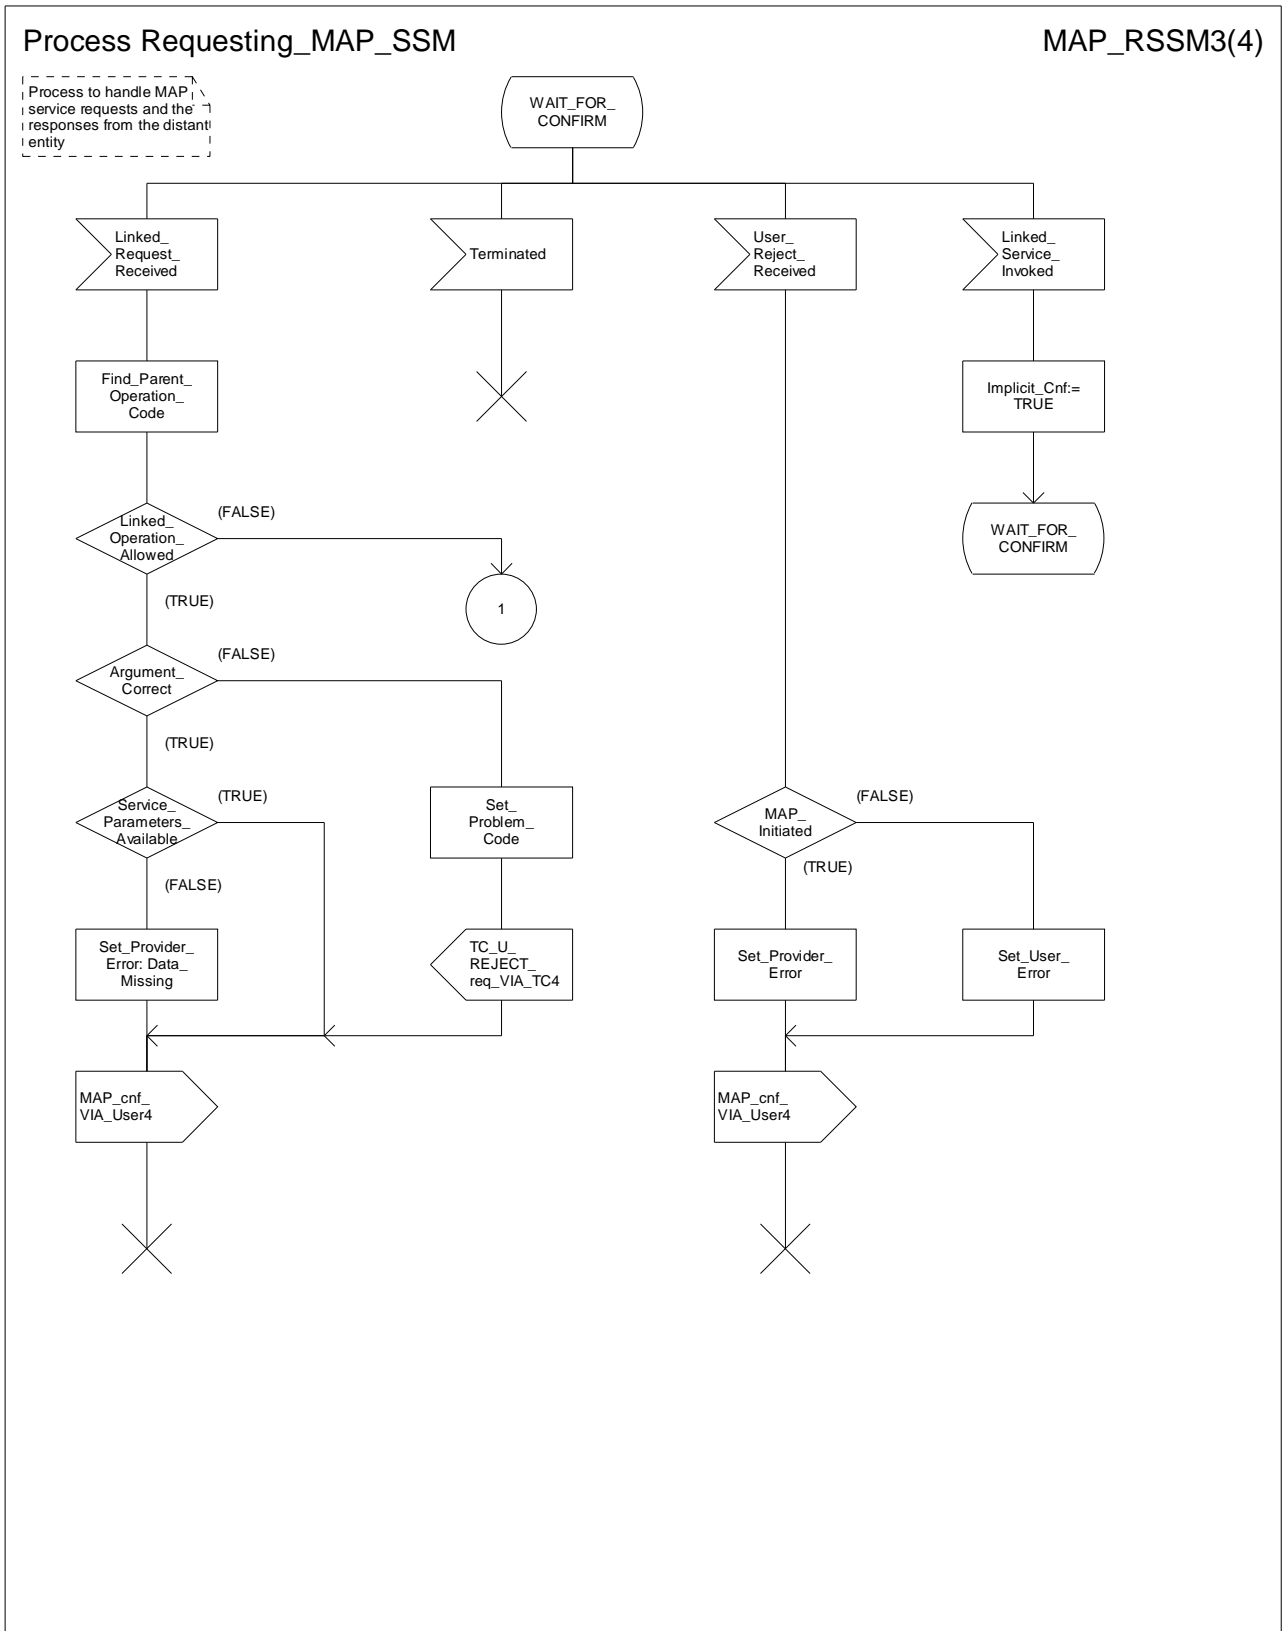 Process Requesting_MAP_SSM
MAP_RSSM3(4)
Process to handle MAP
service requests and the
responses from the distant
entity
WAIT_FOR_
CONFIRM
Linked_
Request_
Received
Terminated
User_
Reject_
Received
Linked_
Service_
Invoked
Find_Parent_
Operation_
Code
Implicit_Cnf:=
TRUE
Linked_
Operation_
Allowed
(FALSE)
WAIT_FOR_
CONFIRM
(TRUE)
1
Argument_
Correct
(FALSE)
(TRUE)
Service_
Parameters_
Available
(TRUE)
Set_
Problem_
Code
MAP_
Initiated
(FALSE)
(FALSE)
(TRUE)
Set_Provider_
Error: Data_
Missing
TC_U_
REJECT_
req_VIA_TC4
Set_Provider_
Error
Set_User_
Error
MAP_cnf_
VIA_User4
MAP_cnf_
VIA_User4